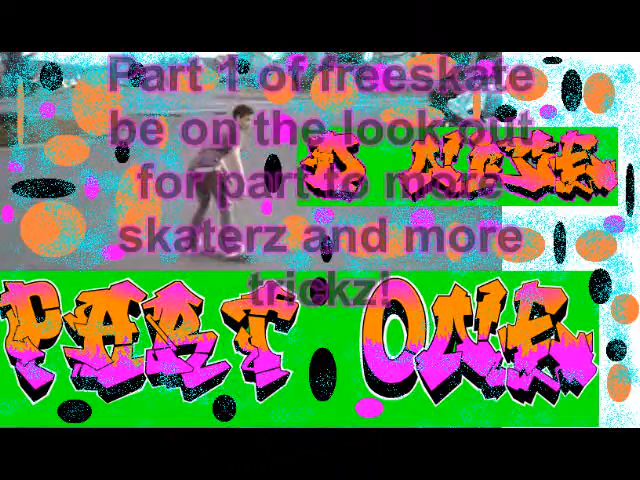 Part 1 of freeskate
be on the look out
for part to more
skaterz and more
trickz!
PART ONE